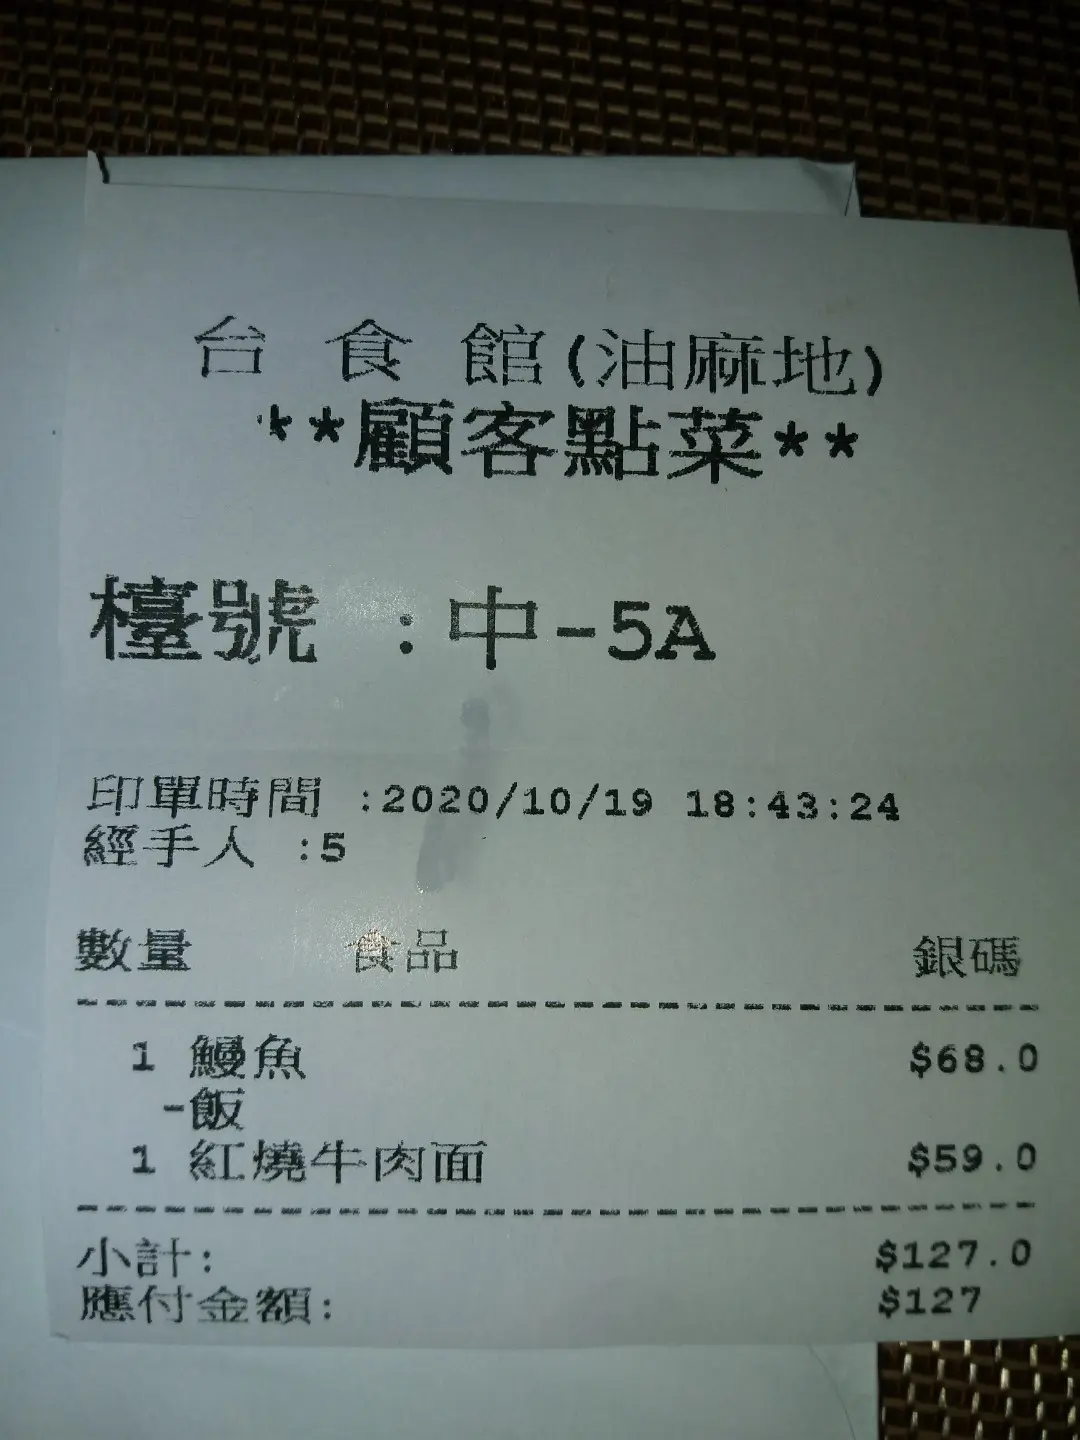 台 食 館(油麻地)
**顧客點菜**
檯號 :中-5A
印單時間 :2020/10/19 18:43:24
經手人 :5
數量 食品 銀碼
1 鰻魚 $68.0
-飯
1 紅燒牛肉面 $59.0
小計: $127.0
應付金額: $127